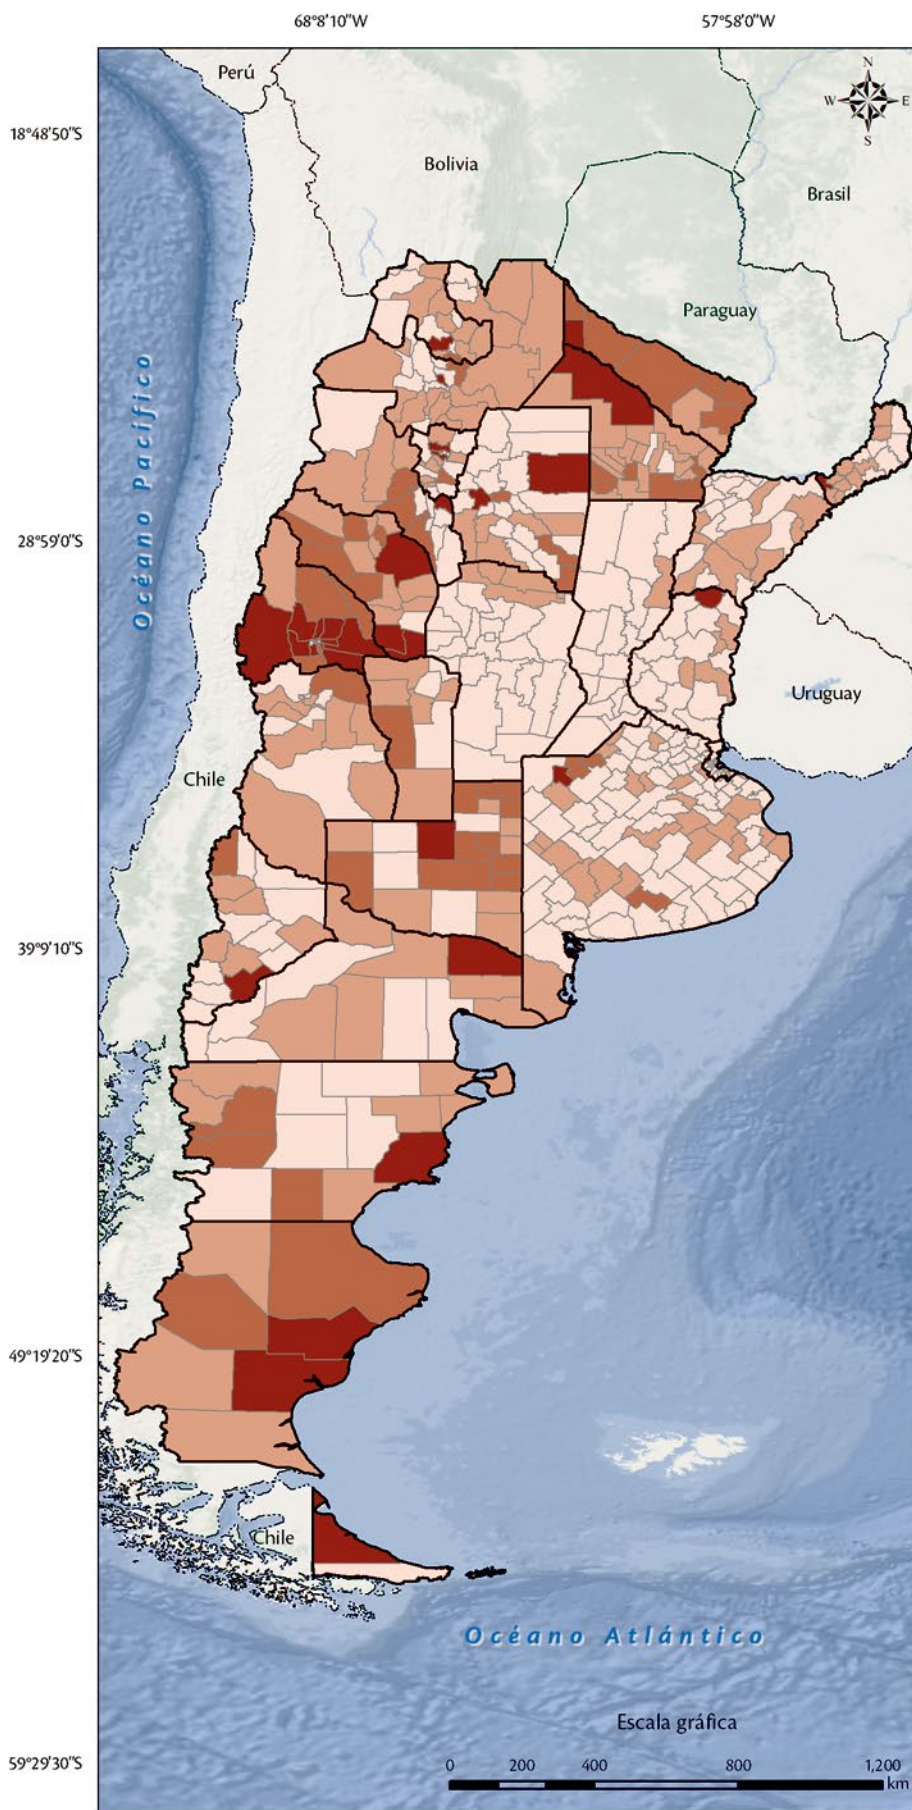 68°8'10"W
57°58'0"W
Perú
N
W
E
S
18°48'50"S
Bolivia
Brasil
Paraguay
Océano Pacífico
28°59'0"S
Uruguay
Chile
39°9'10"S
49°19'20"S
Chile
Océano Atlántico
Escala gráfica
59°29'30"S
0 200 400 800 1,200
km